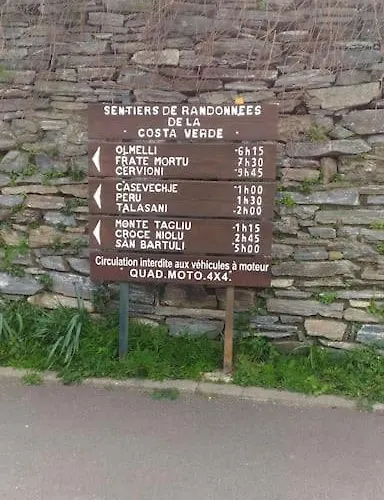 SENTIERS DE RANDONNÉES
DE LA
- COSTA VERDE -
OLMELLI -6h15
FRATE MORTU 7h30
CERVIONI -9h45
CASEVECHJE -1h00
PERU 1h30
TALASANI -2h00
MONTE TAGLIU -1h15
CROCE NIOLU -2h45
SAN BARTULI 5h00
Circulation interdite aux véhicules à moteur
" QUAD.MOTO.4X4"